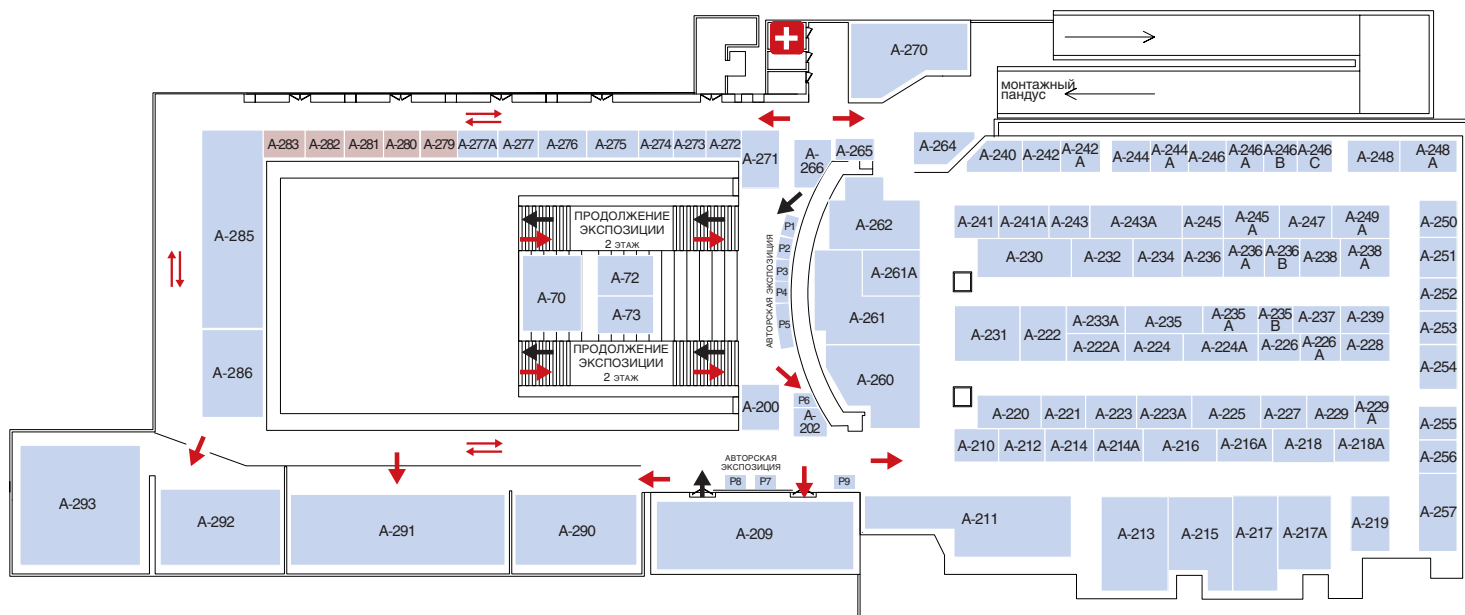 А-270
МОНТАЖНЫЙ
ПАНДУС
А-283
А-282
А-281
А-280
А-279
А-277А
А-277
А-276
А-275
А-274
А-273
А-272
А-271
А-
266
А-265
А-264
А-240
А-242
А-242
А
А-244
А-244
А
А-246
А-246
А
А-246
В
А-246
С
А-248
А-248
А
А-285
ПРОДОЛЖЕНИЕ
ЭКСПОЗИЦИИ
2 ЭТАЖ
Р1
Р2
Р3
Р4
Р5
АВТОРСКАЯ ЭКСПОЗИЦИЯ
А-262
А-241
А-241А
А-243
А-243А
А-245
А-245
А
А-247
А-249
А
А-250
А-230
А-232
А-234
А-236
А-236
А
А-236
В
А-238
А-238
А
А-251
А-70
А-72
А-73
А-261А
А-261
А-252
А-231
А-222
А-233А
А-235
А-235
А
А-235
В
А-237
А-239
А-253
А-222А
А-224
А-224А
А-226
А-226
А
А-228
А-254
ПРОДОЛЖЕНИЕ
ЭКСПОЗИЦИИ
2 ЭТАЖ
А-286
А-260
А-200
Р6
А-
202
А-220
А-221
А-223
А-223А
А-225
А-227
А-229
А-229
А
А-255
А-210
А-212
А-214
А-214А
А-216
А-216А
А-218
А-218А
А-256
АВТОРСКАЯ
ЭКСПОЗИЦИЯ
Р8
Р7
Р9
А-293
А-292
А-291
А-290
А-209
А-211
А-213
А-215
А-217
А-217А
А-219
А-257